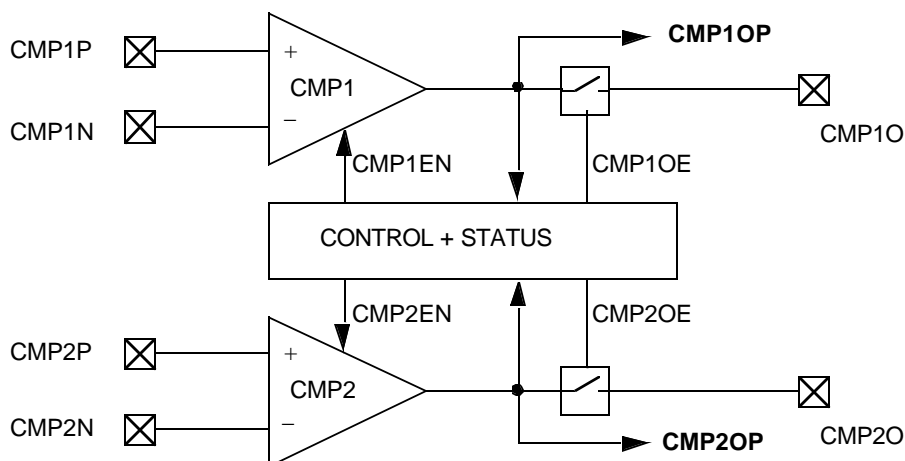 CMP1OP
CMP1P
+
CMP1
CMP1N
−
CMP1O
CMP1EN
CMP1OE
CONTROL + STATUS
CMP2EN
CMP2OE
CMP2P
+
CMP2
CMP2N
−
CMP2O
CMP2OP